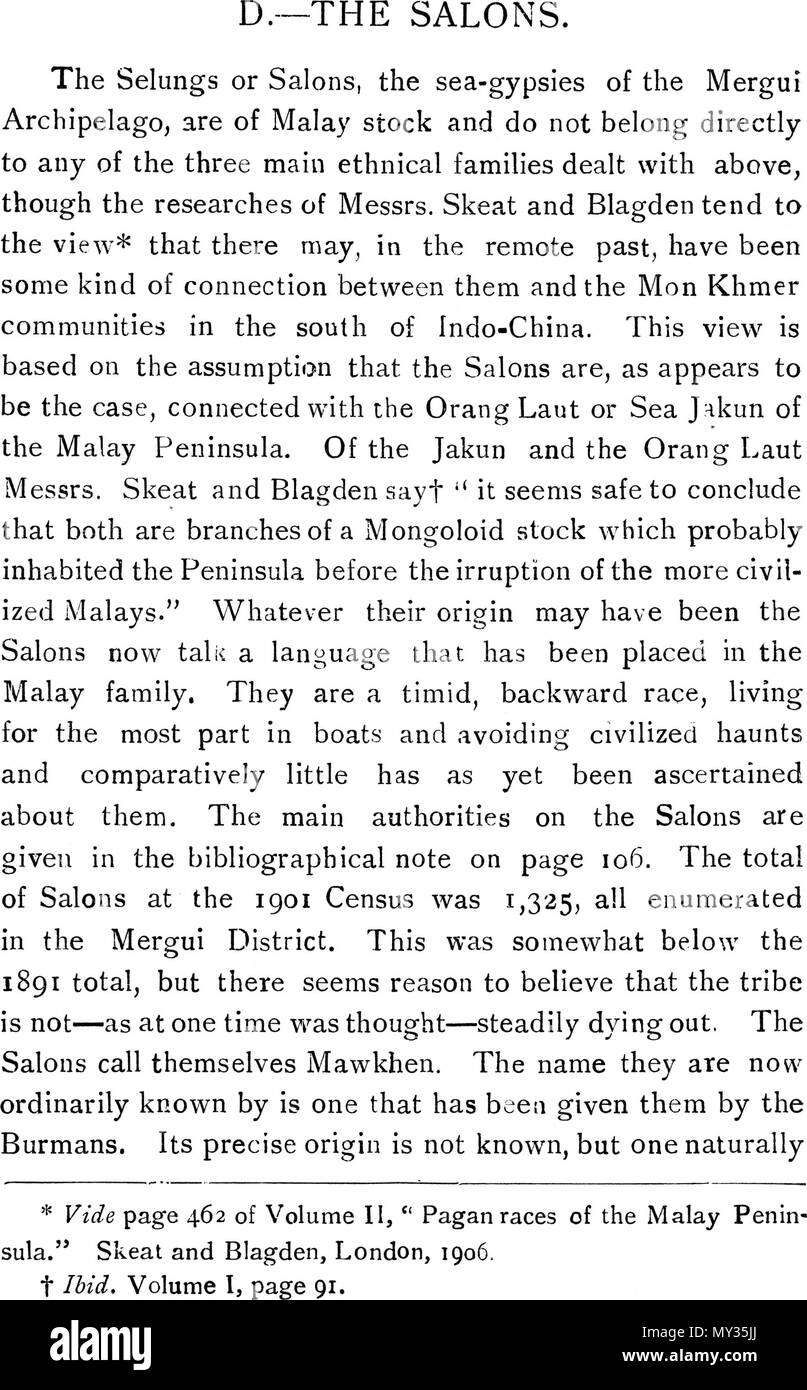 D.—THE SALONS.
The Selungs or Salons, the sea-gypsies of the Mergui
Archipelago, are of Malay stock and do not belong directly
to any of the three main ethnical families dealt with above,
though the researches of Messrs. Skeat and Blagden tend to
the view* that there may, in the remote past, have been
some kind of connection between them and the Mon Khmer
communities in the south of Indo-China. This view is
based on the assumption that the Salons are, as appears to
be the case, connected with the Orang Laut or Sea Jakun of
the Malay Peninsula. Of the Jakun and the Orang Laut
Messrs. Skeat and Blagden say† “ it seems safe to conclude
that both are branches of a Mongoloid stock which probably
inhabited the Peninsula before the irruption of the more civil-
ized Malays.” Whatever their origin may have been the
Salons now talk a language that has been placed in the
Malay family. They are a timid, backward race, living
for the most part in boats and avoiding civilized haunts
and comparatively little has as yet been ascertained
about them. The main authorities on the Salons are
given in the bibliographical note on page 106. The total
of Salons at the 1901 Census was 1,325, all enumerated
in the Mergui District. This was somewhat below the
1891 total, but there seems reason to believe that the tribe
is not—as at one time was thought—steadily dying out. The
Salons call themselves Mawkhen. The name they are now
ordinarily known by is one that has been given them by the
Burmans. Its precise origin is not known, but one naturally
* Vide page 462 of Volume II, “ Pagan races of the Malay Penin-
sula.” Skeat and Blagden, London, 1906.
† Ibid. Volume I, page 91.
alamy
Image ID: MY35JJ
www.alamy.com